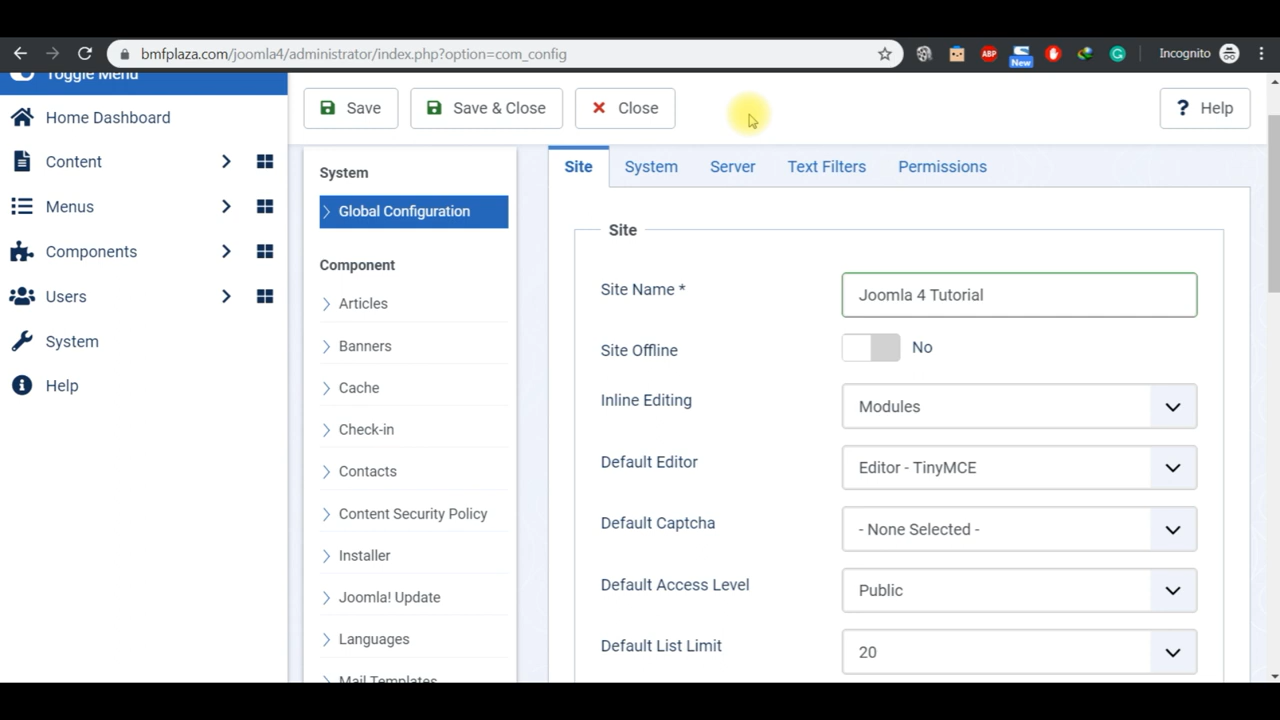 bmfplaza.com/joomla4/administrator/index.php?option=com_config
ABP
New
Incognito
Toggle Menu
Home Dashboard
Content
Menus
Components
Users
System
Help
Save
Save & Close
Close
? Help
System
Global Configuration
Component
Articles
Banners
Cache
Check-in
Contacts
Content Security Policy
Installer
Joomla! Update
Languages
Mail Templates
Site
System
Server
Text Filters
Permissions
Site
Site Name *
Joomla 4 Tutorial
Site Offline
No
Inline Editing
Modules
Default Editor
Editor - TinyMCE
Default Captcha
- None Selected -
Default Access Level
Public
Default List Limit
20